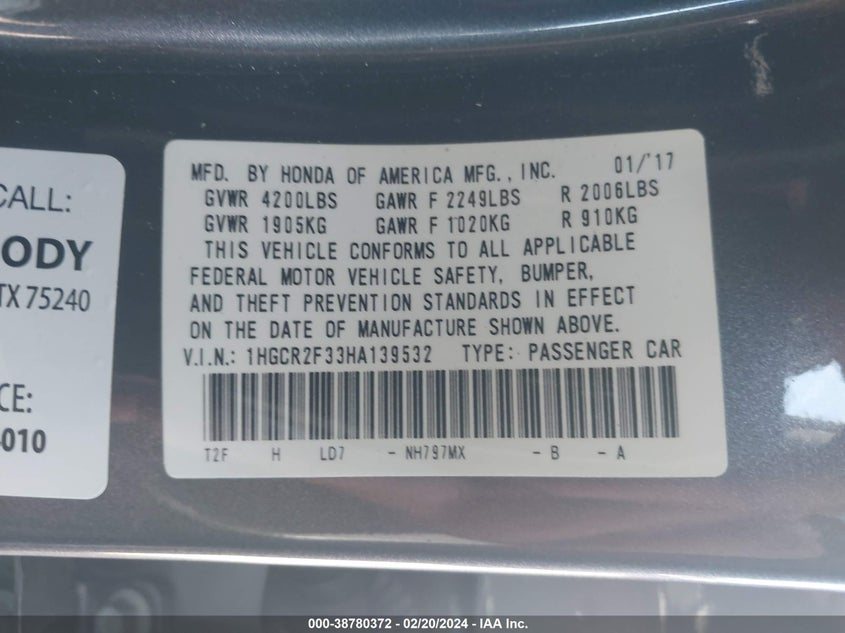 CALL:
ODY
TX 75240
CE:
010
MFD. BY HONDA OF AMERICA MFG., INC. 01/'17
GVWR 4200LBS GAWR F 2249LBS R 2006LBS
GVWR 1905KG GAWR F 1020KG R 910KG
THIS VEHICLE CONFORMS TO ALL APPLICABLE
FEDERAL MOTOR VEHICLE SAFETY, BUMPER,
AND THEFT PREVENTION STANDARDS IN EFFECT
ON THE DATE OF MANUFACTURE SHOWN ABOVE.
V.I.N.: 1HGCR2F33HA139532 TYPE: PASSENGER CAR
T2F H LD7 - NH797MX - B - A
000-38780372 - 02/20/2024 - IAA Inc.